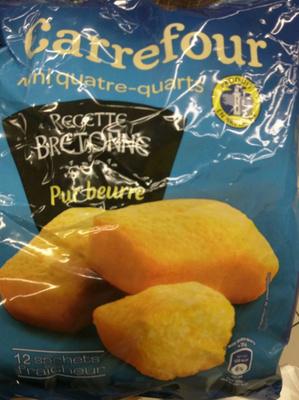 Carrefour
mini quatre-quarts
RECETTE
BRETONNE
Pur beurre
12 sachets
fraîcheur